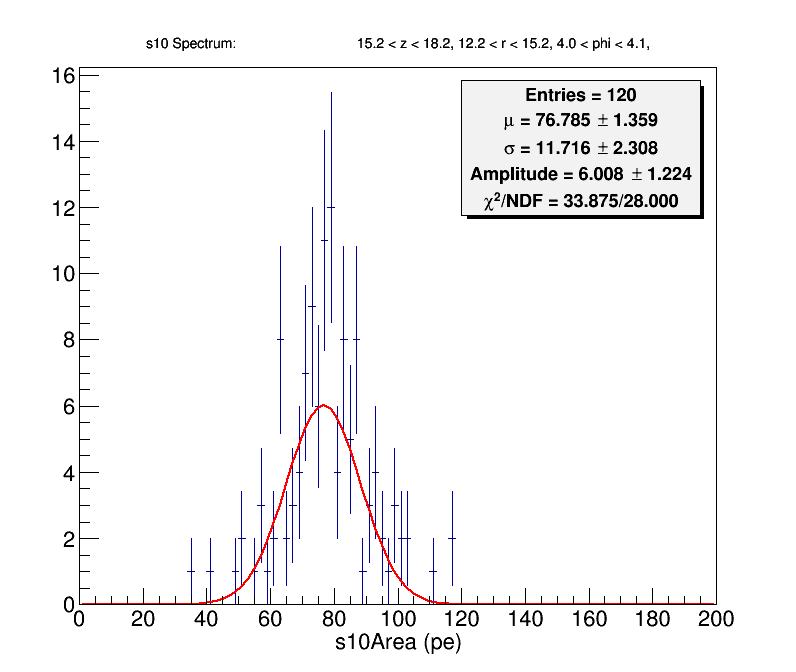 s10 Spectrum: 15.2 < z < 18.2, 12.2 < r < 15.2, 4.0 < phi < 4.1,
Entries = 120
μ = 76.785 ± 1.359
σ = 11.716 ± 2.308
Amplitude = 6.008 ± 1.224
χ²/NDF = 33.875/28.000
16
14
12
10
8
6
4
2
0
0 20 40 60 80 100 120 140 160 180 200
s10Area (pe)